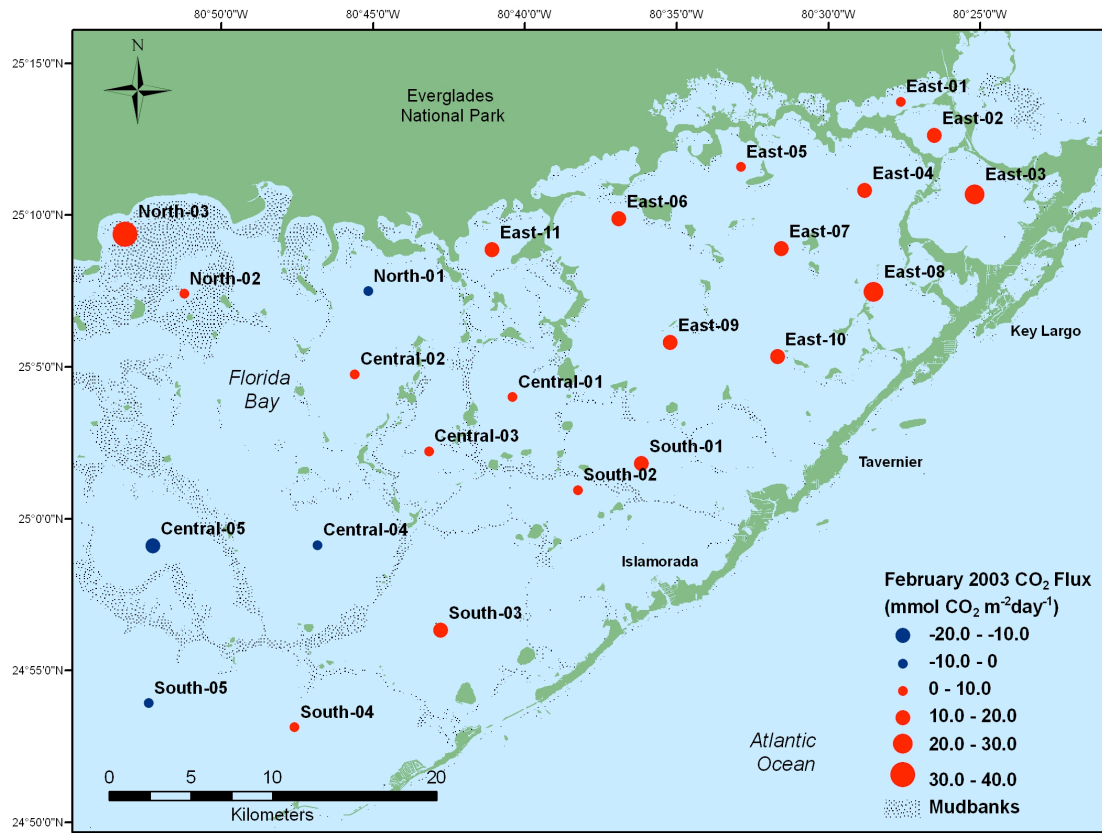 80°50'0"W 80°45'0"W 80°40'0"W 80°35'0"W 80°30'0"W 80°25'0"W
N
25°15'0"N
Everglades
National Park
East-01
East-02
East-05
East-04
East-03
25°10'0"N
North-03
East-06
East-11
East-07
North-02
North-01
East-08
East-09
Key Largo
East-10
25°5'0"N
Central-02
Florida
Bay
Central-01
Central-03
South-01
Tavernier
South-02
25°0'0"N
Central-05
Central-04
Islamorada
February 2003 CO₂ Flux
(mmol CO₂ m⁻²day⁻¹)
-20.0 - -10.0
-10.0 - 0
0 - 10.0
10.0 - 20.0
20.0 - 30.0
30.0 - 40.0
Mudbanks
South-03
24°55'0"N
South-05
South-04
Atlantic
Ocean
0 5 10 20
Kilometers
24°50'0"N